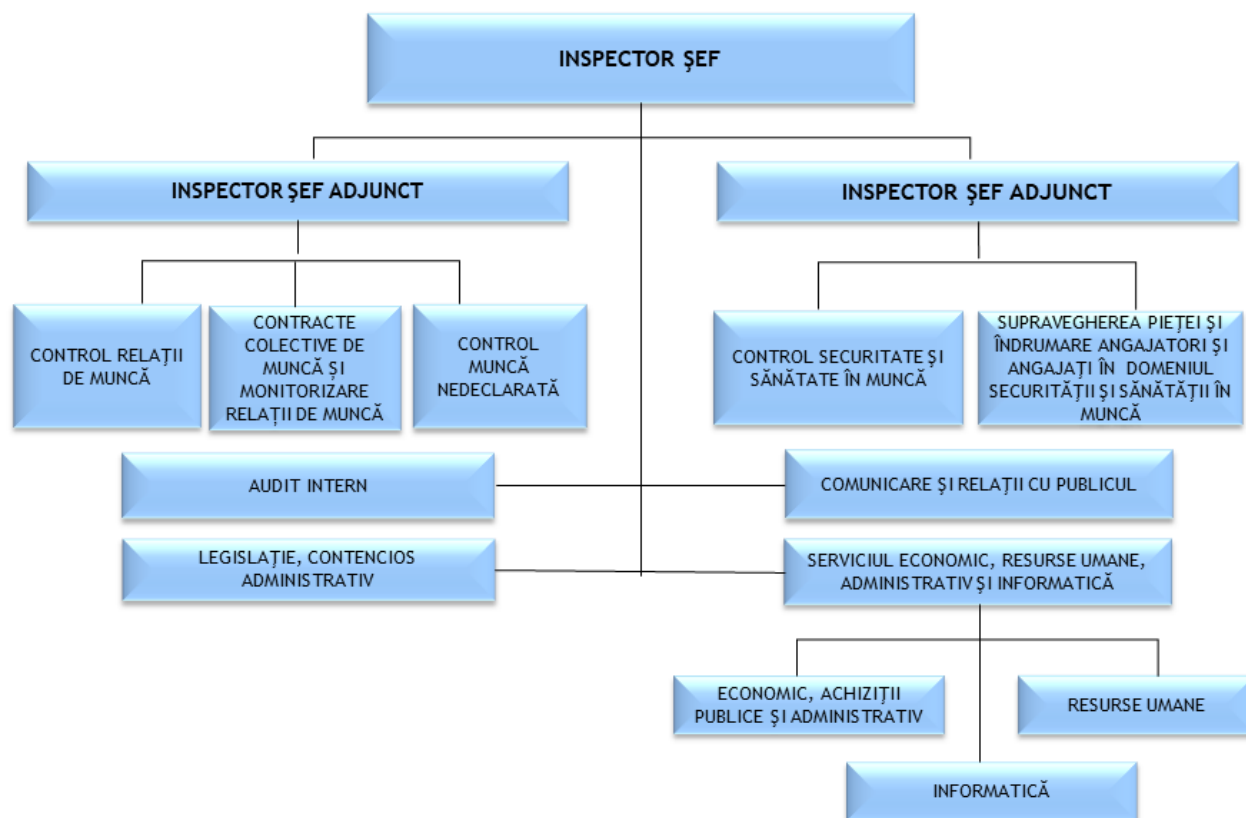 INSPECTOR ŞEF
INSPECTOR ŞEF ADJUNCT
INSPECTOR ŞEF ADJUNCT
CONTROL RELAȚII
DE MUNCĂ
CONTRACTE
COLECTIVE DE
MUNCĂ ȘI
MONITORIZARE
RELAȚII DE MUNCĂ
CONTROL
MUNCĂ
NEDECLARATĂ
CONTROL SECURITATE ŞI
SĂNĂTATE ÎN MUNCĂ
SUPRAVEGHEREA PIEŢEI ŞI
ÎNDRUMARE ANGAJATORI ŞI
ANGAJAŢI ÎN DOMENIUL
SECURITĂŢII ŞI SĂNĂTĂŢII ÎN
MUNCĂ
AUDIT INTERN
COMUNICARE ŞI RELAŢII CU PUBLICUL
LEGISLAŢIE, CONTENCIOS
ADMINISTRATIV
SERVICIUL ECONOMIC, RESURSE UMANE,
ADMINISTRATIV ŞI INFORMATICĂ
ECONOMIC, ACHIZIŢII
PUBLICE ŞI ADMINISTRATIV
RESURSE UMANE
INFORMATICĂ